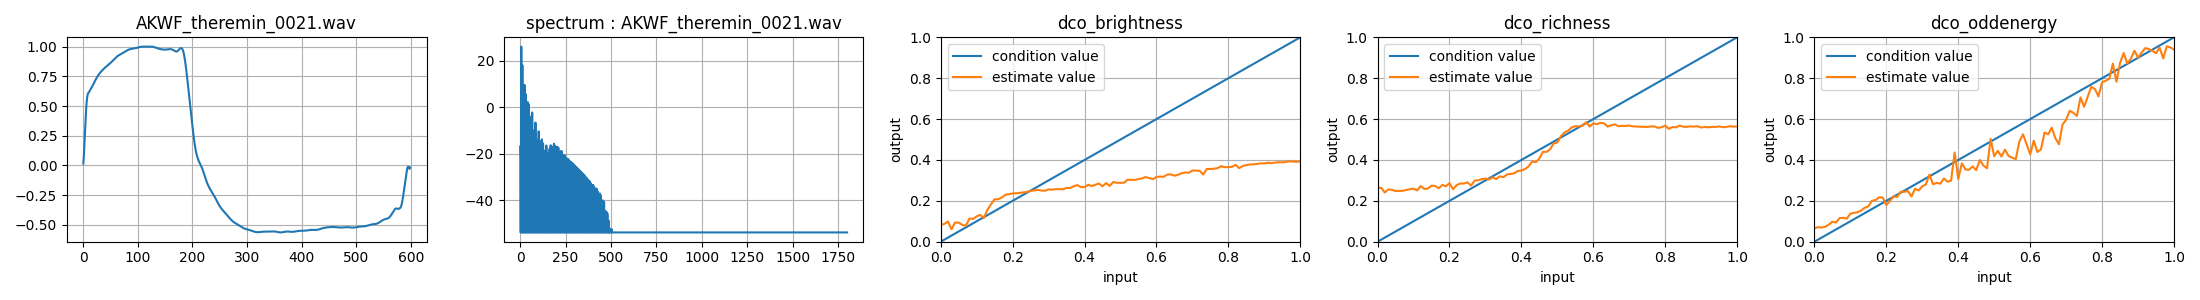 AKWF_theremin_0021.wav
1.00
0.75
0.50
0.25
0.00
−0.25
−0.50
0 100 200 300 400 500 600
spectrum : AKWF_theremin_0021.wav
20
0
−20
−40
0 250 500 750 1000 1250 1500 1750
dco_brightness
condition value
estimate value
output
1.0
0.8
0.6
0.4
0.2
0.0
0.0 0.2 0.4 0.6 0.8 1.0
input
dco_richness
condition value
estimate value
output
1.0
0.8
0.6
0.4
0.2
0.0
0.0 0.2 0.4 0.6 0.8 1.0
input
dco_oddenergy
condition value
estimate value
output
1.0
0.8
0.6
0.4
0.2
0.0
0.0 0.2 0.4 0.6 0.8 1.0
input